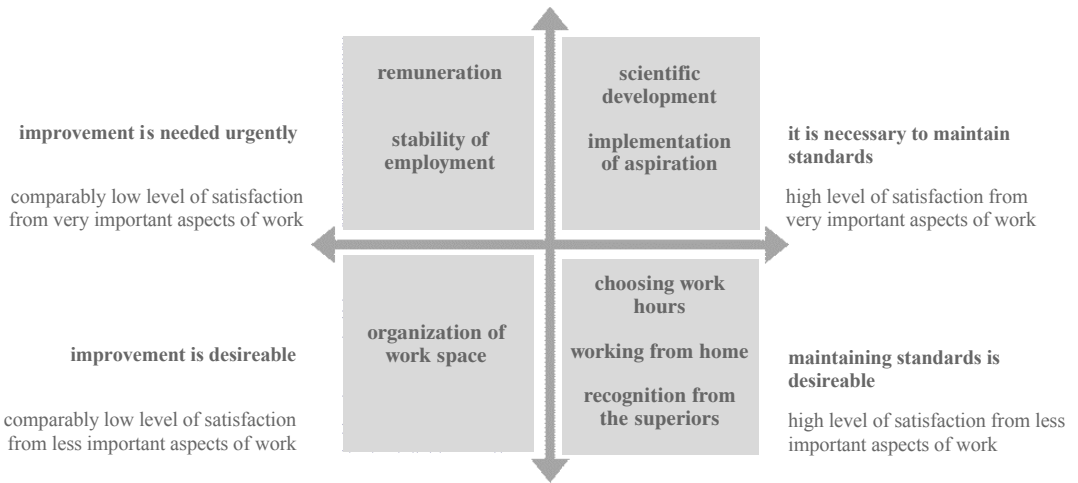 remuneration
stability of
employment
scientific
development
implementation
of aspiration
improvement is needed urgently
comparably low level of satisfaction
from very important aspects of work
it is necessary to maintain
standards
high level of satisfaction from
very important aspects of work
organization of
work space
choosing work
hours
working from home
recognition from
the superiors
improvement is desireable
comparably low level of satisfaction
from less important aspects of work
maintaining standards is
desireable
high level of satisfaction from less
important aspects of work